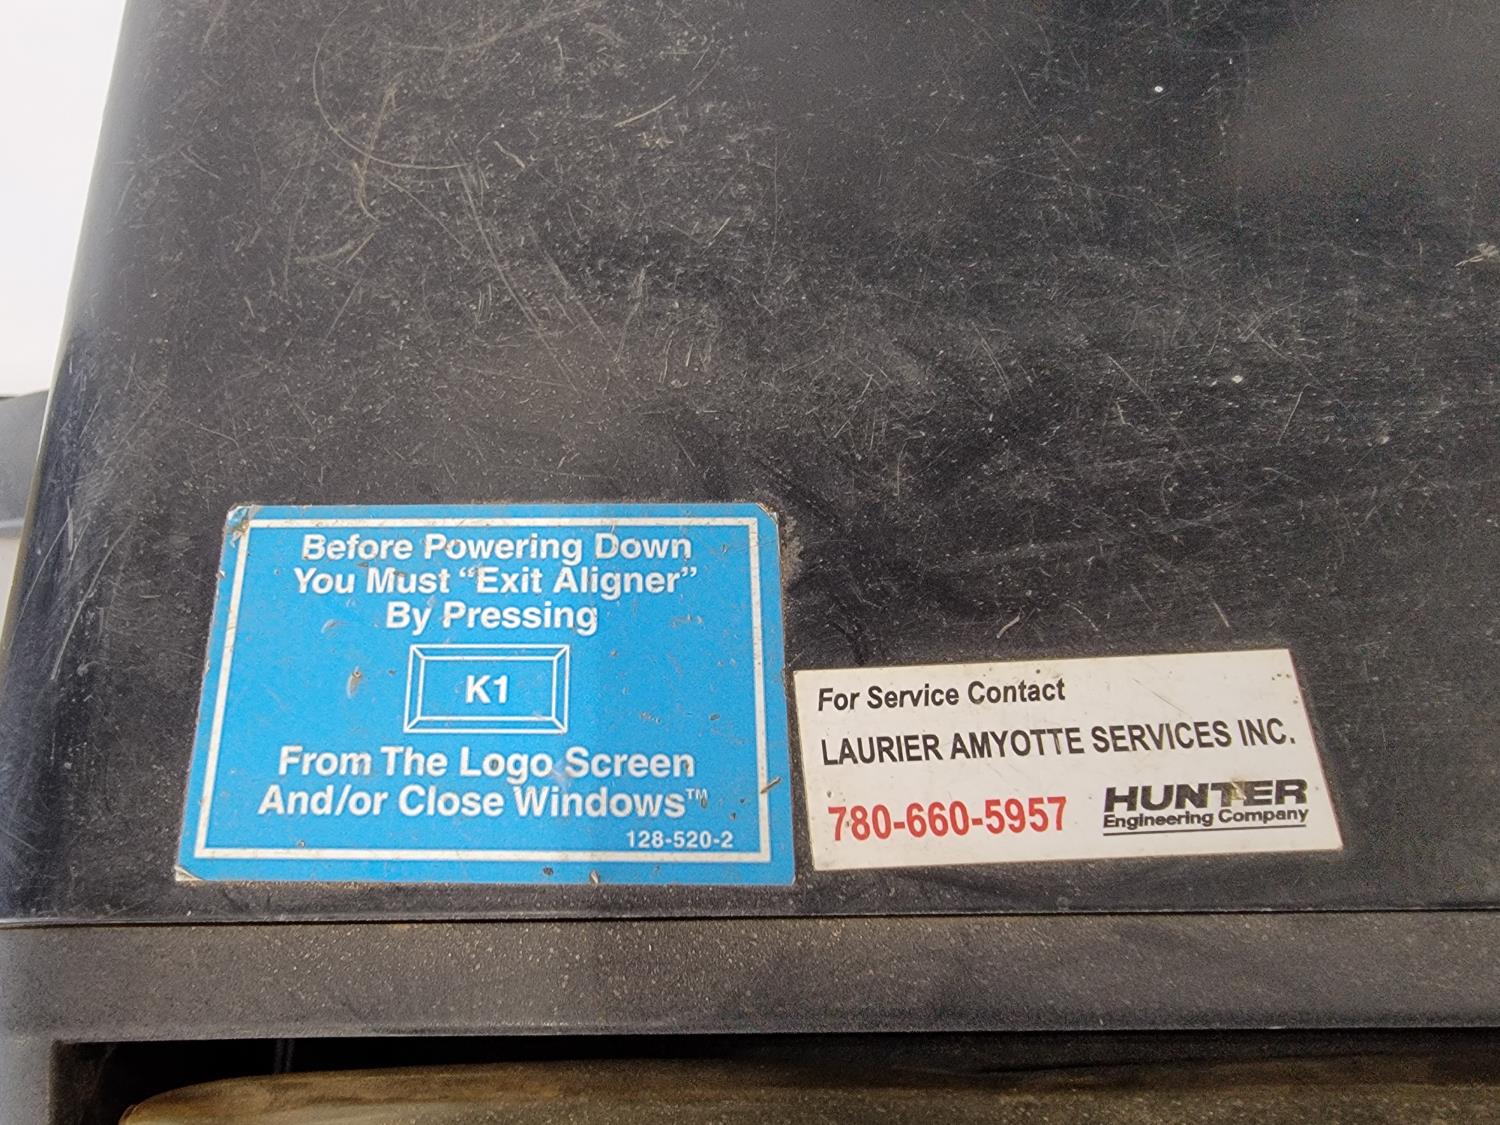 Before Powering Down
You Must "Exit Aligner"
By Pressing
K1
From The Logo Screen
And/or Close Windows™
128-520-2
For Service Contact
LAURIER AMYOTTE SERVICES INC.
780-660-5957
HUNTER
Engineering Company